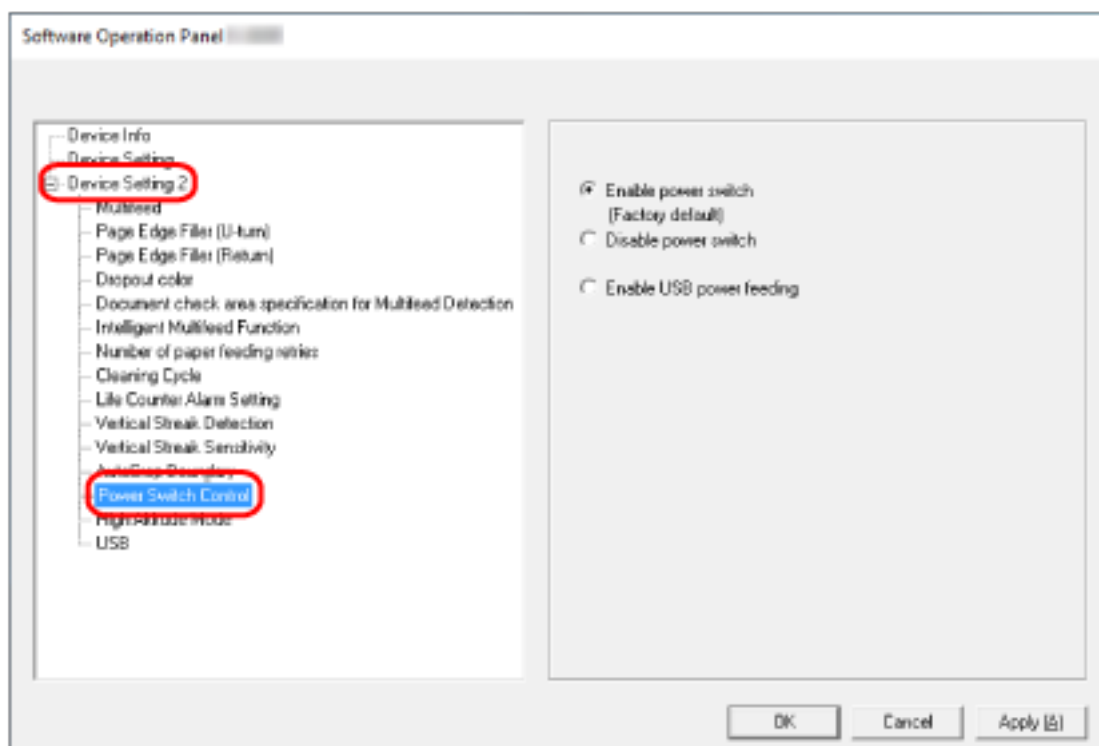 Software Operation Panel
Device Info
Device Setting
Device Setting 2
Multifeed
Page Edge Filler (U-turn)
Page Edge Filler (Return)
Dropout color
Document check area specification for Multifeed Detection
Intelligent Multifeed Function
Number of paper feeding retries
Cleaning Cycle
Life Counter Alarm Setting
Vertical Streak Detection
Vertical Streak Sensitivity
AutoCrop Boundary
Power Switch Control
High Altitude Mode
USB
Enable power switch
(Factory default)
Disable power switch
Enable USB power feeding
OK Cancel Apply (A)